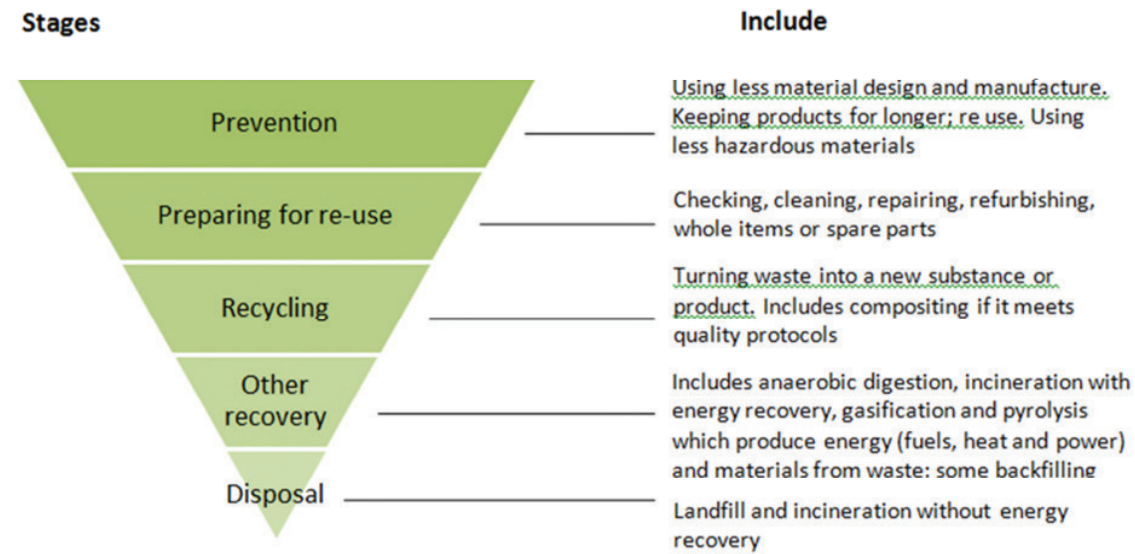 Stages
Include
Prevention
Using less material design and manufacture.
Keeping products for longer; re use. Using
less hazardous materials
Preparing for re-use
Checking, cleaning, repairing, refurbishing,
whole items or spare parts
Recycling
Turning waste into a new substance or
product. Includes compositing if it meets
quality protocols
Other
recovery
Includes anaerobic digestion, incineration with
energy recovery, gasification and pyrolysis
which produce energy (fuels, heat and power)
and materials from waste: some backfilling
Disposal
Landfill and incineration without energy
recovery